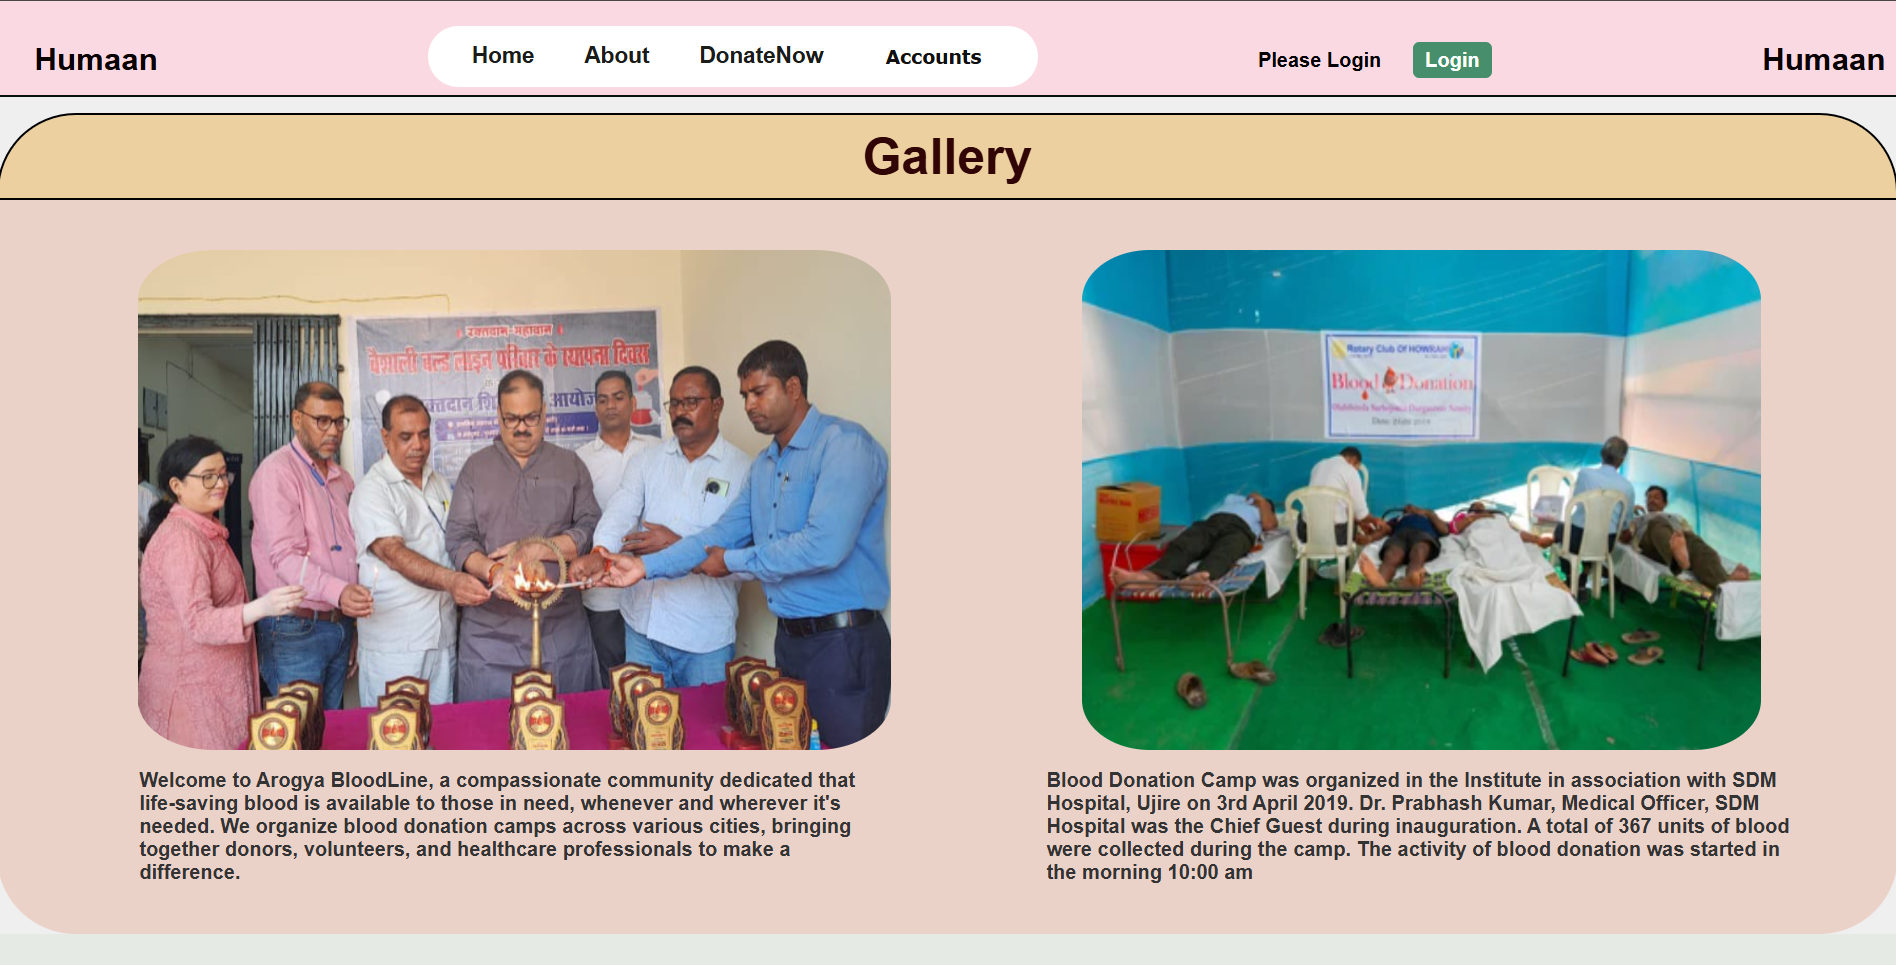 Humaan
Home
About
DonateNow
Accounts
Please Login
Login
Humaan
Gallery
रक्तदान-महादान
वैशाली ब्लड लाइन परिवार के स्थापना दिवस
Rotary Club Of HOWRAH
Blood Donation
Welcome to Arogya BloodLine, a compassionate community dedicated that
life-saving blood is available to those in need, whenever and wherever it's
needed. We organize blood donation camps across various cities, bringing
together donors, volunteers, and healthcare professionals to make a
difference.
Blood Donation Camp was organized in the Institute in association with SDM
Hospital, Ujire on 3rd April 2019. Dr. Prabhash Kumar, Medical Officer, SDM
Hospital was the Chief Guest during inauguration. A total of 367 units of blood
were collected during the camp. The activity of blood donation was started in
the morning 10:00 am